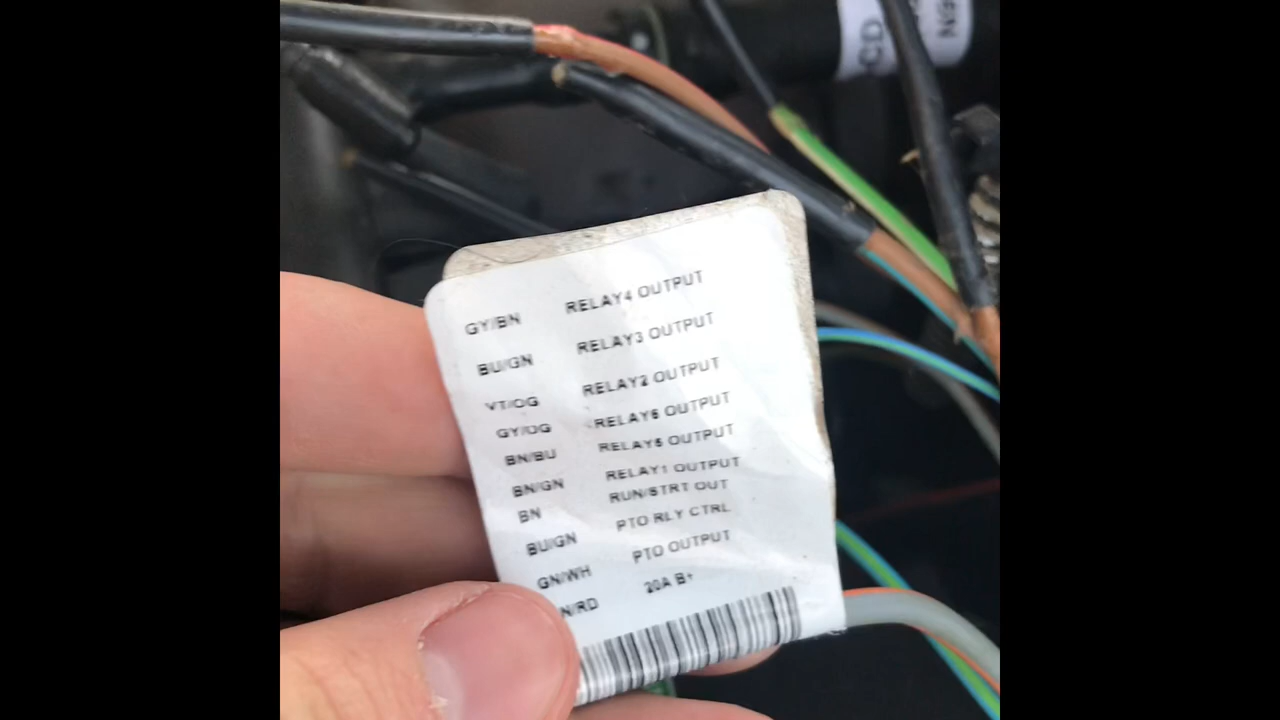 GY/BN RELAY4 OUTPUT
BU/GN RELAY3 OUTPUT
VT/OG RELAY2 OUTPUT
GY/OG RELAY6 OUTPUT
BN/BU RELAY5 OUTPUT
BN/GN RELAY1 OUTPUT
BN RUN/STRT OUT
BU/GN PTO RLY CTRL
GN/WH PTO OUTPUT
N/RD 20A B+